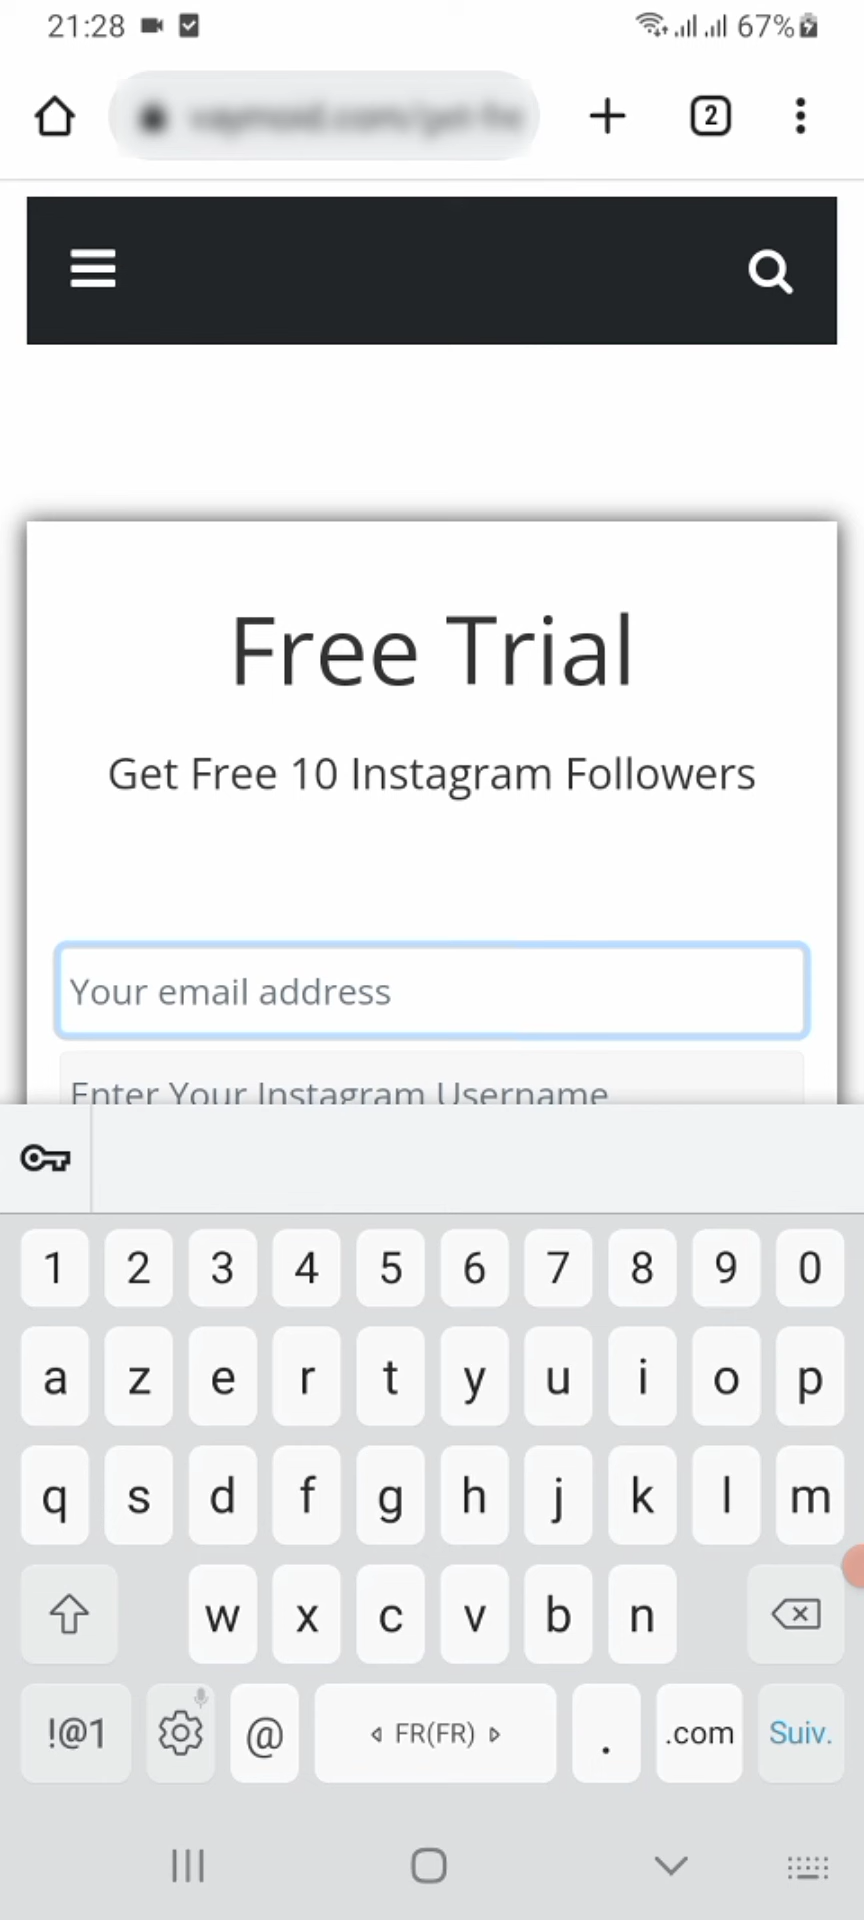 21:28 67%
2
Free Trial
Get Free 10 Instagram Followers
Your email address
Enter Your Instagram Username
1 2 3 4 5 6 7 8 9 0
a z e r t y u i o p
q s d f g h j k l m
w x c v b n
!@1 @ FR(FR) . .com Suiv.